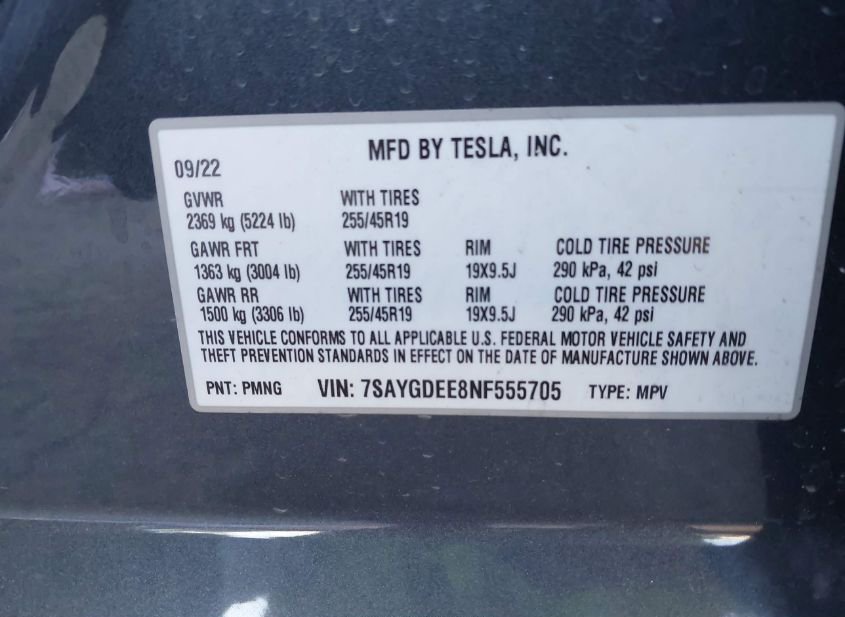 MFD BY TESLA, INC.
09/22
GVWR WITH TIRES
2369 kg (5224 lb) 255/45R19
GAWR FRT WITH TIRES RIM COLD TIRE PRESSURE
1363 kg (3004 lb) 255/45R19 19X9.5J 290 kPa, 42 psi
GAWR RR WITH TIRES RIM COLD TIRE PRESSURE
1500 kg (3306 lb) 255/45R19 19X9.5J 290 kPa, 42 psi
THIS VEHICLE CONFORMS TO ALL APPLICABLE U.S. FEDERAL MOTOR VEHICLE SAFETY AND
THEFT PREVENTION STANDARDS IN EFFECT ON THE DATE OF MANUFACTURE SHOWN ABOVE.
PNT: PMNG VIN: 7SAYGDEE8NF555705 TYPE: MPV